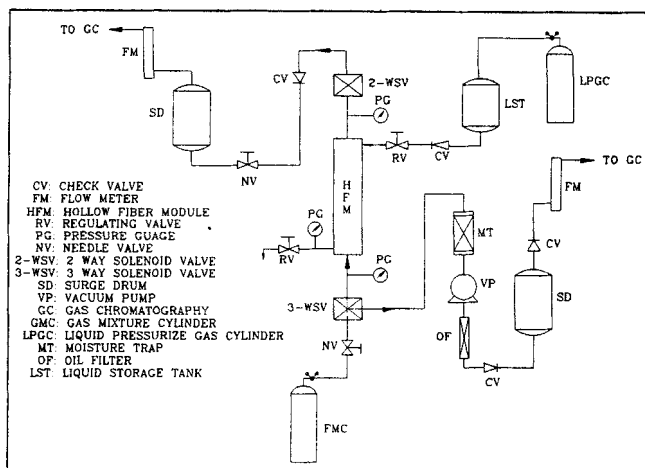 TO GC
FM
SD
CV
NV
2-WSV
PG
LST
LPGC
RV
CV
HFM
PG
RV
PG
3-WSV
NV
FMC
MT
VP
OF
CV
SD
CV
FM
TO GC
CV: CHECK VALVE
FM: FLOW METER
HFM: HOLLOW FIBER MODULE
RV: REGULATING VALVE
PG: PRESSURE GUAGE
NV: NEEDLE VALVE
2-WSV: 2 WAY SOLENOID VALVE
3-WSV: 3 WAY SOLENOID VALVE
SD: SURGE DRUM
VP: VACUUM PUMP
GC: GAS CHROMATOGRAPHY
GMC: GAS MIXTURE CYLINDER
LPGC: LIQUID PRESSURIZE GAS CYLINDER
MT: MOISTURE TRAP
OF: OIL FILTER
LST: LIQUID STORAGE TANK